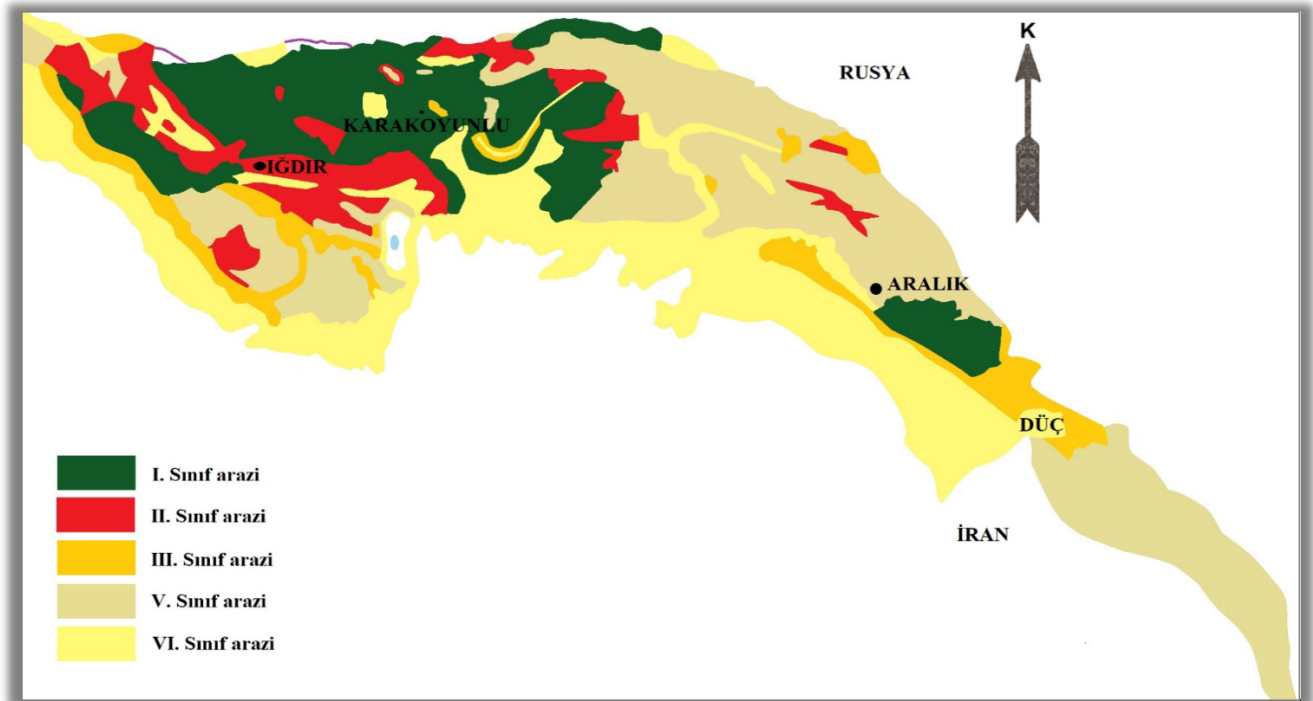 K
RUSYA
KARAKOYUNLU
IĞDIR
ARALIK
DÜÇ
İRAN
I. Sınıf arazi
II. Sınıf arazi
III. Sınıf arazi
V. Sınıf arazi
VI. Sınıf arazi